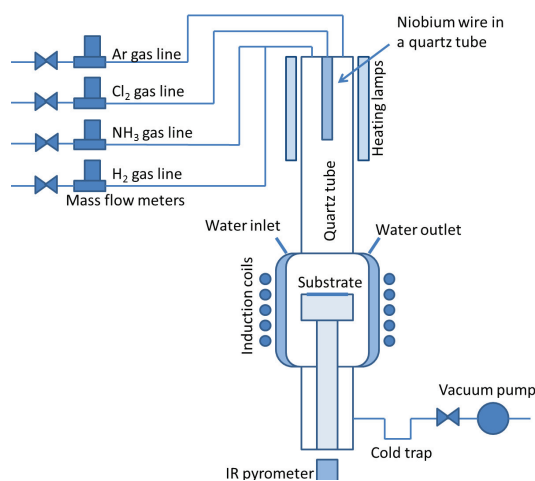 Niobium wire in
a quartz tube
Ar gas line
Cl₂ gas line
NH₃ gas line
H₂ gas line
Mass flow meters
Heating lamps
Quartz tube
Water inlet
Water outlet
Induction coils
Substrate
Vacuum pump
Cold trap
IR pyrometer